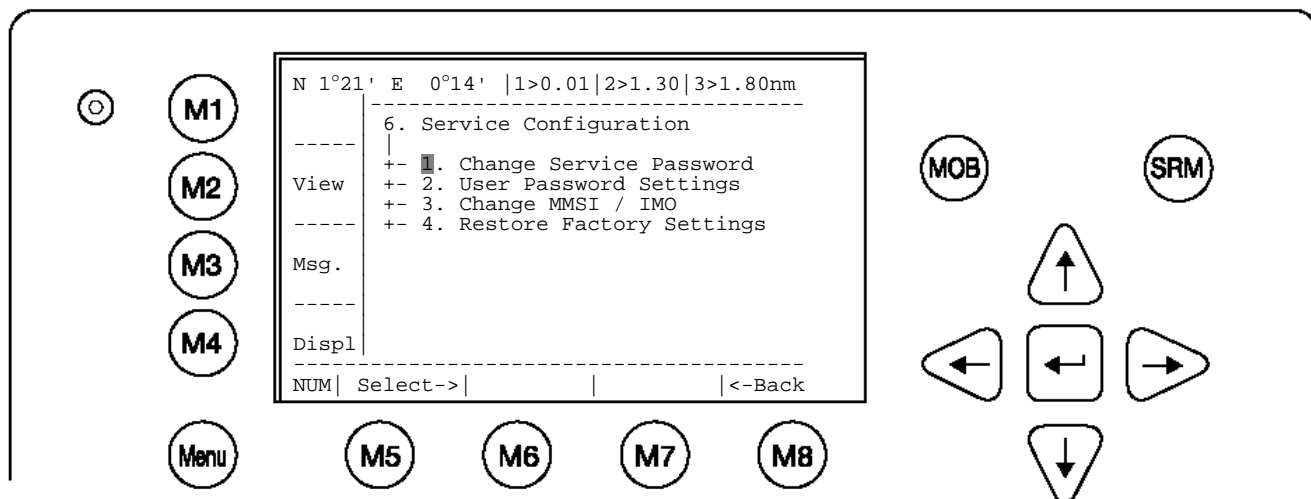 N 1°21' E 0°14' |1>0.01|2>1.30|3>1.80nm
6. Service Configuration
+- 1. Change Service Password
View +- 2. User Password Settings
+- 3. Change MMSI / IMO
+- 4. Restore Factory Settings
Msg.
Displ
NUM| Select->| | |<-Back
M1
M2
M3
M4
Menu
M5 M6 M7 M8
MOB SRM